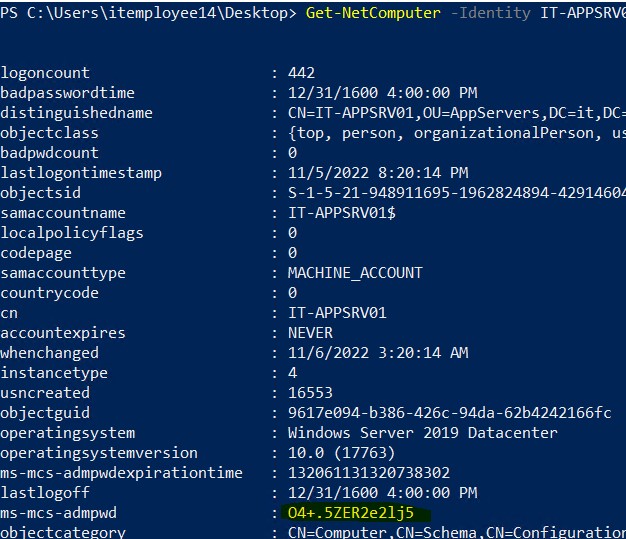 PS C:\Users\itemployee14\Desktop> Get-NetComputer -Identity IT-APPSRV0
logoncount : 442
badpasswordtime : 12/31/1600 4:00:00 PM
distinguishedname : CN=IT-APPSRV01,OU=AppServers,DC=it,DC=
objectclass : {top, person, organizationalPerson, us
badpwdcount : 0
lastlogontimestamp : 11/5/2022 8:20:14 PM
objectsid : S-1-5-21-948911695-1962824894-42914604
samaccountname : IT-APPSRV01$
localpolicyflags : 0
codepage : 0
samaccounttype : MACHINE_ACCOUNT
countrycode : 0
cn : IT-APPSRV01
accountexpires : NEVER
whenchanged : 11/6/2022 3:20:14 AM
instancetype : 4
usncreated : 16553
objectguid : 9617e094-b386-426c-94da-62b4242166fc
operatingsystem : Windows Server 2019 Datacenter
operatingsystemversion : 10.0 (17763)
ms-mcs-admpwdexpirationtime : 132061131320738302
lastlogoff : 12/31/1600 4:00:00 PM
ms-mcs-admpwd : O4+.5ZER2e2lj5
objectcategory : CN=Computer,CN=Schema,CN=Configuration